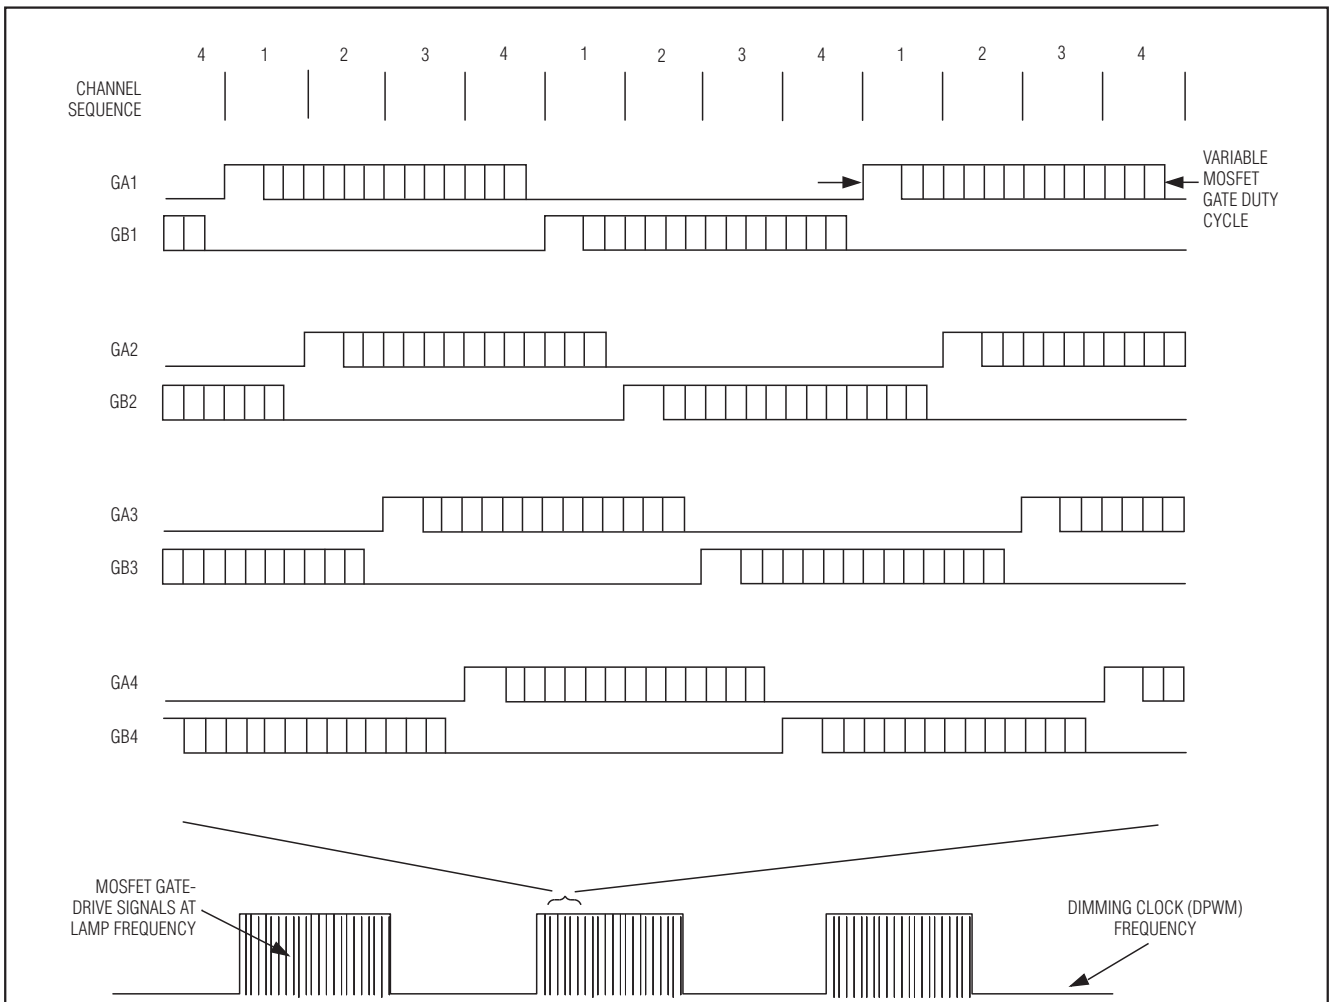 4 1 2 3 4 1 2 3 4 1 2 3 4
CHANNEL
SEQUENCE
GA1
VARIABLE
MOSFET
GATE DUTY
CYCLE
GB1
GA2
GB2
GA3
GB3
GA4
GB4
MOSFET GATE-
DRIVE SIGNALS AT
LAMP FREQUENCY
DIMMING CLOCK (DPWM)
FREQUENCY